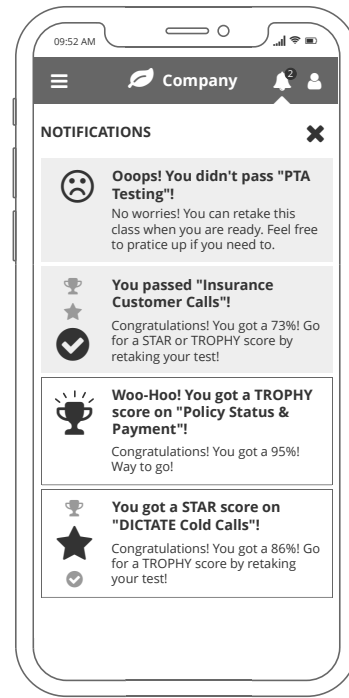 09:52 AM
Company
2
NOTIFICATIONS
Ooops! You didn't pass "PTA
Testing"!
No worries! You can retake this
class when you are ready. Feel free
to pratice up if you need to.
You passed "Insurance
Customer Calls"!
Congratulations! You got a 73%! Go
for a STAR or TROPHY score by
retaking your test!
Woo-Hoo! You got a TROPHY
score on "Policy Status &
Payment"!
Congratulations! You got a 95%!
Way to go!
You got a STAR score on
"DICTATE Cold Calls"!
Congratulations! You got a 86%! Go
for a TROPHY score by retaking
your test!